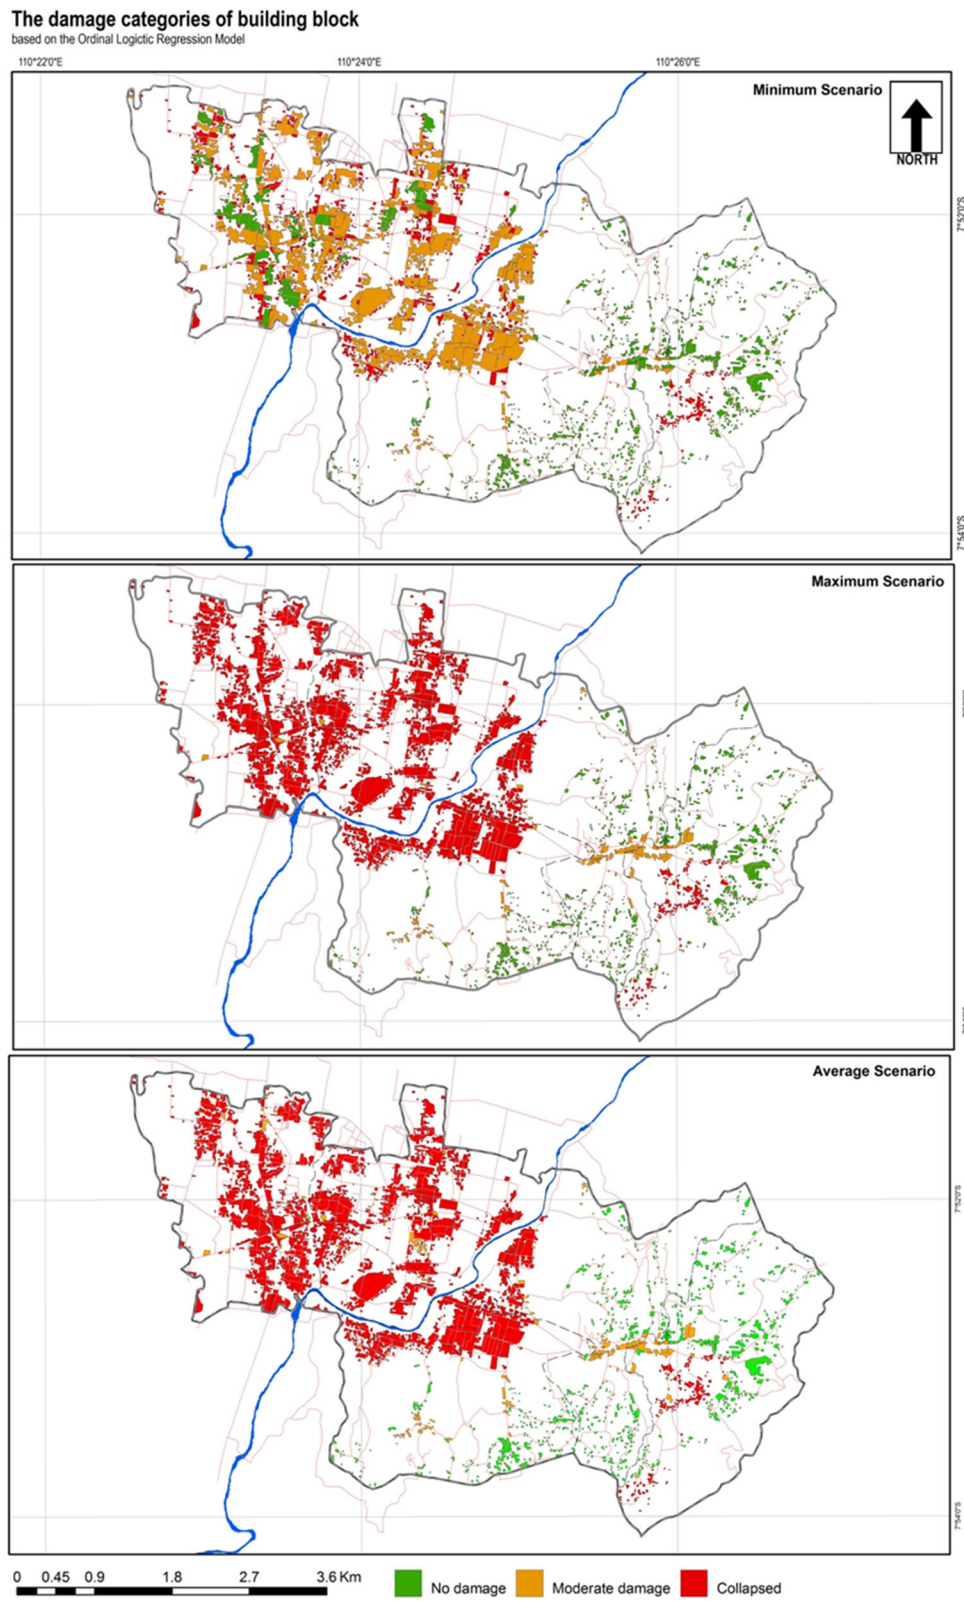 The damage categories of building block
based on the Ordinal Logictic Regression Model
110°22'0"E 110°24'0"E 110°26'0"E
Minimum Scenario
NORTH
7°52'0"S
7°54'0"S
Maximum Scenario
Average Scenario
7°52'0"S
7°54'0"S
0 0.45 0.9 1.8 2.7 3.6 Km
No damage Moderate damage Collapsed